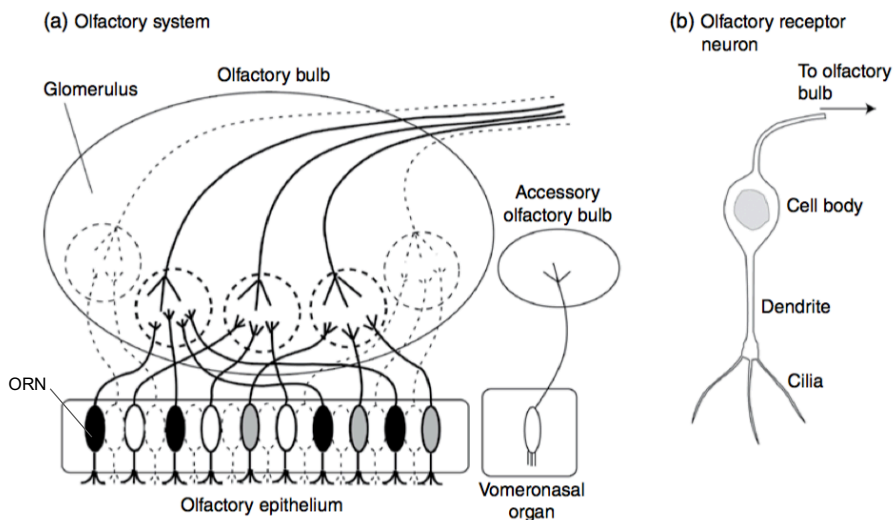 (a) Olfactory system
Olfactory bulb
Glomerulus
Accessory
olfactory bulb
ORN
Olfactory epithelium
Vomeronasal
organ
(b) Olfactory receptor
neuron
To olfactory
bulb
Cell body
Dendrite
Cilia